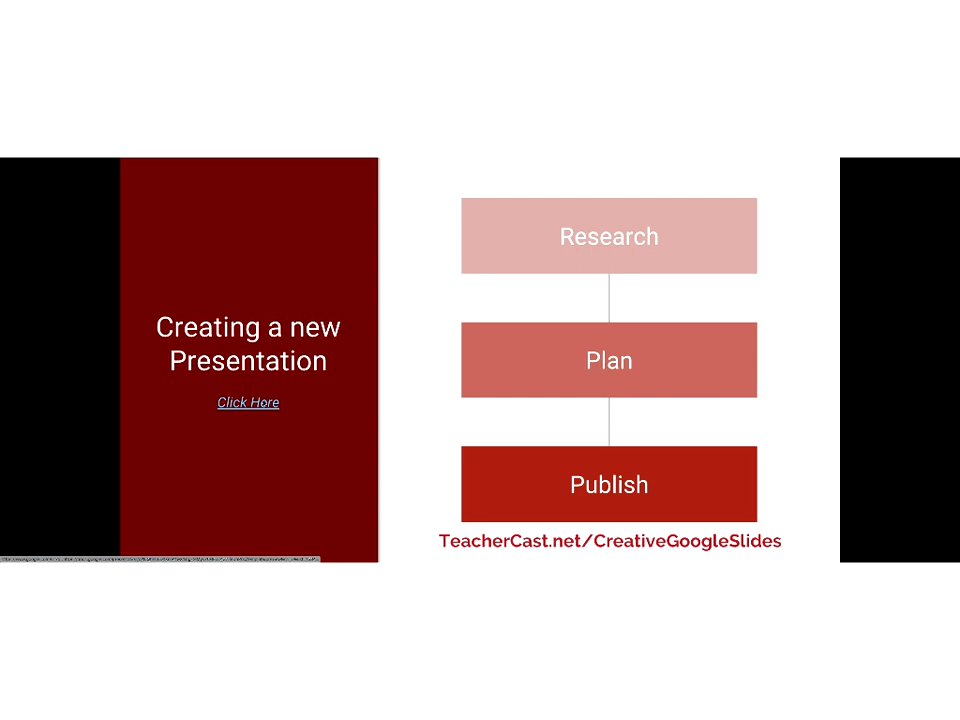 Creating a new
Presentation
Click Here
Research
Plan
Publish
TeacherCast.net/CreativeGoogleSlides